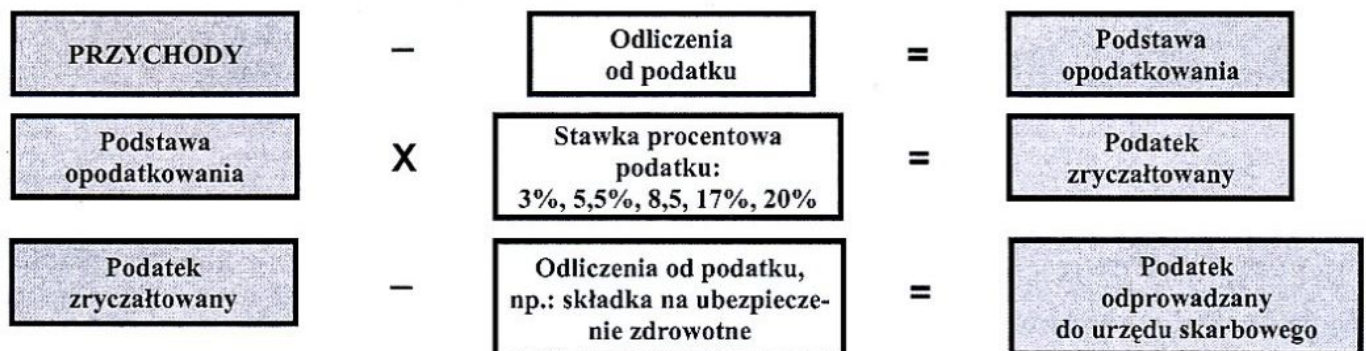 PRZYCHODY
–
Odliczenia
od podatku
=
Podstawa
opodatkowania
Podstawa
opodatkowania
X
Stawka procentowa
podatku:
3%, 5,5%, 8,5, 17%, 20%
=
Podatek
zryczałtowany
Podatek
zryczałtowany
–
Odliczenia od podatku,
np.: składka na ubezpiecze-
nie zdrowotne
=
Podatek
odprowadzany
do urzędu skarbowego